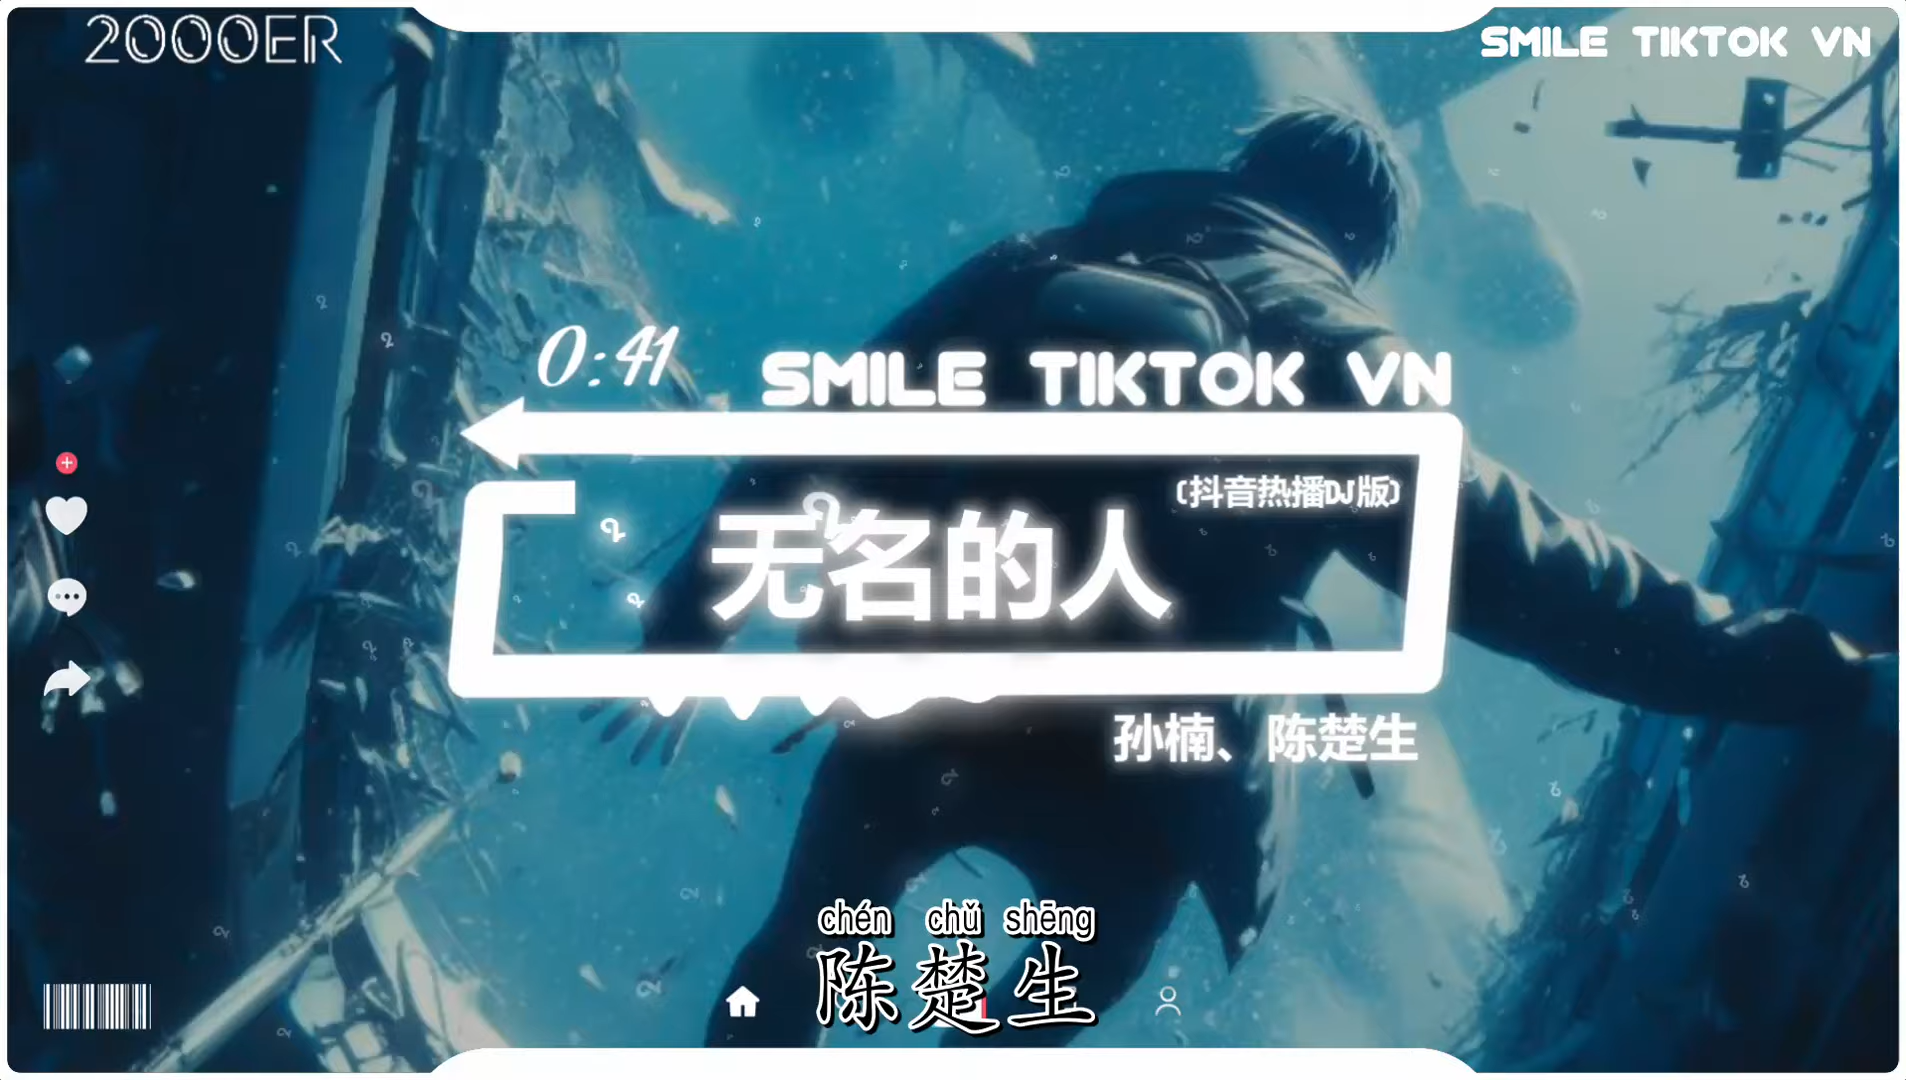 2000ER
SMILE TIKTOK VN
0:41
SMILE TIKTOK VN
(抖音热播DJ版)
无名的人
孙楠、陈楚生
chén chǔ shēng
陈楚生